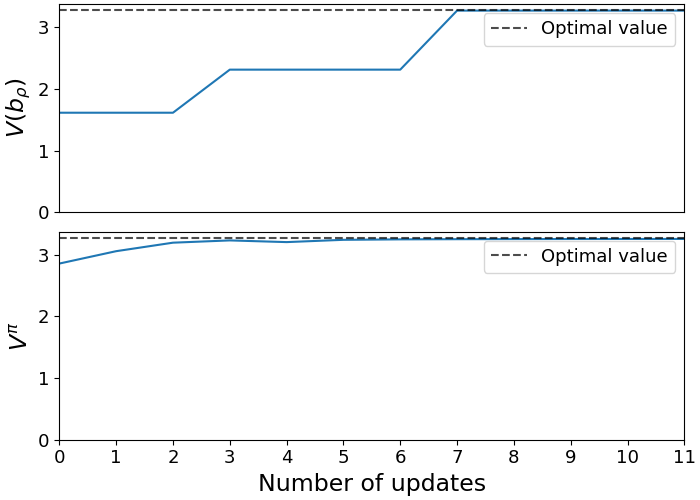 3
2
1
0
V(b_ρ)
Optimal value
3
2
1
0
V^π
Optimal value
0 1 2 3 4 5 6 7 8 9 10 11
Number of updates